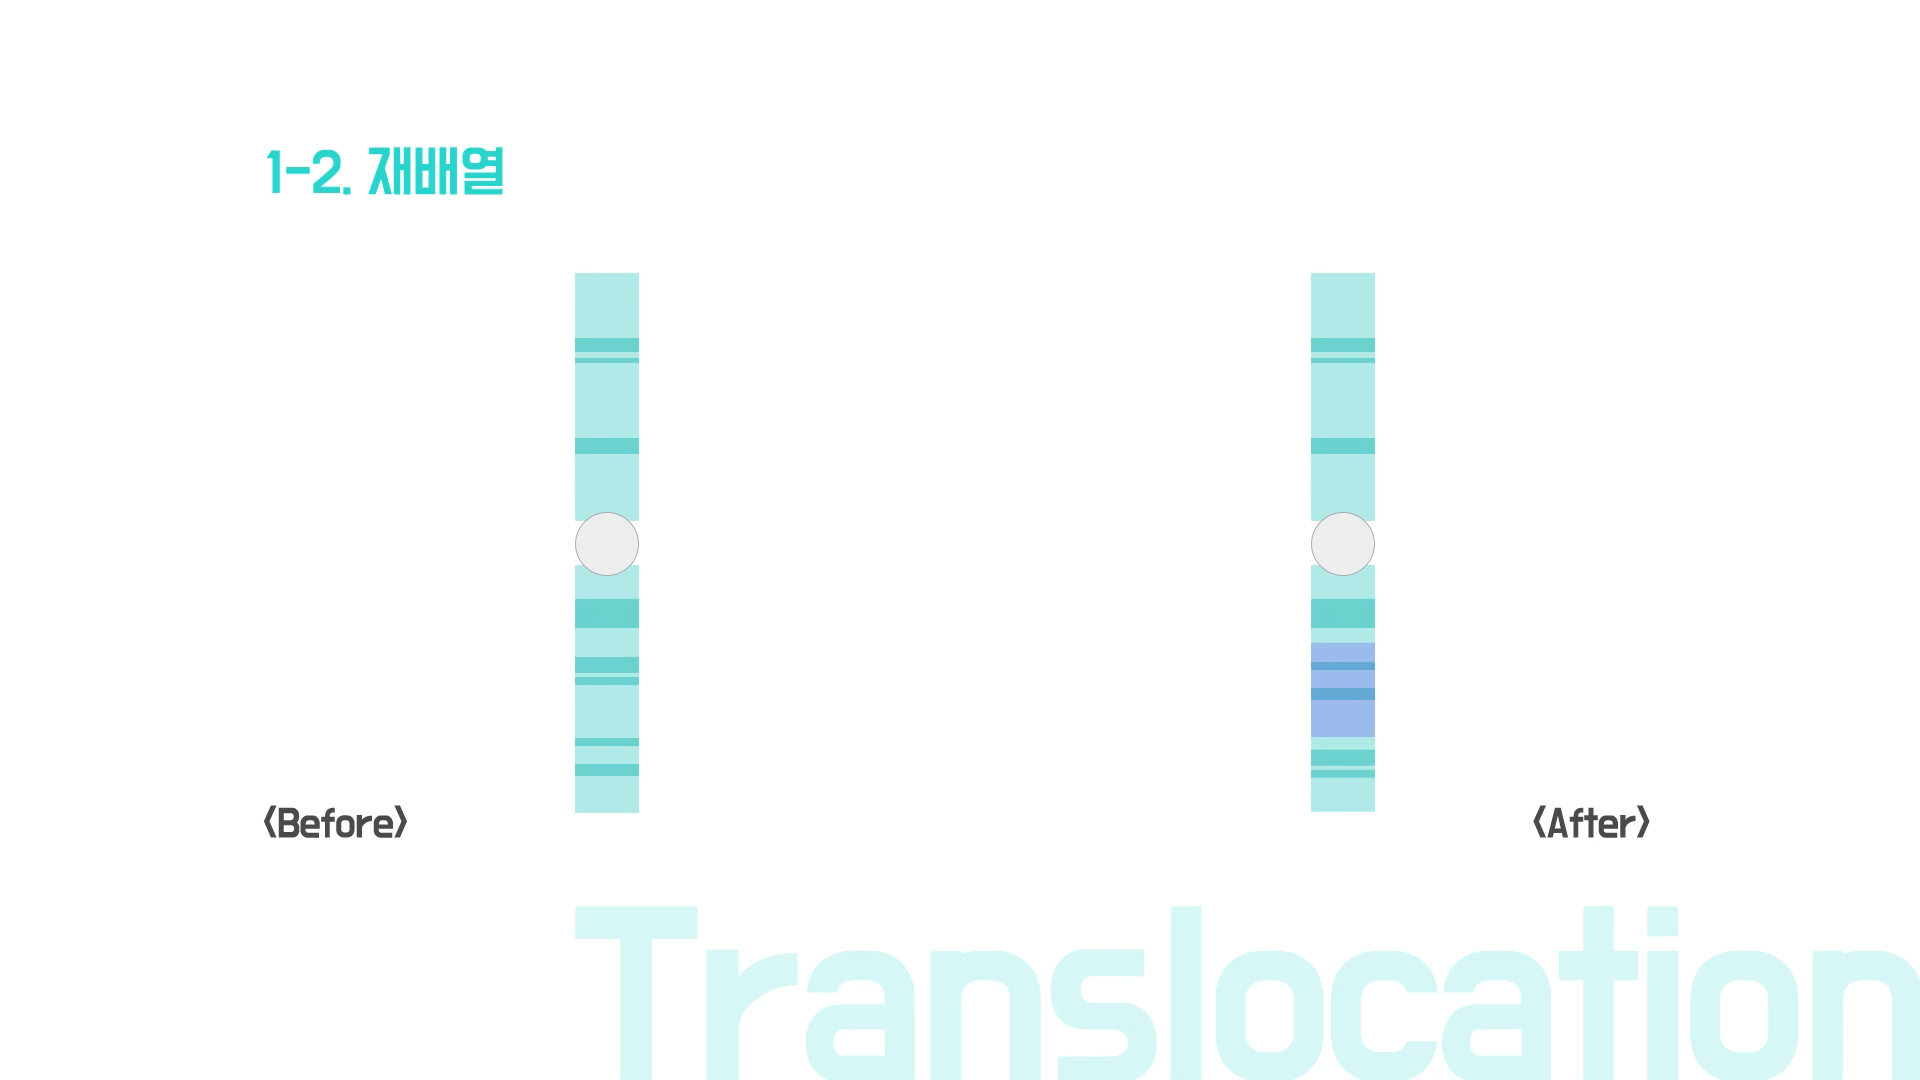 1-2. 재배열
<Before>
<After>
Translocation